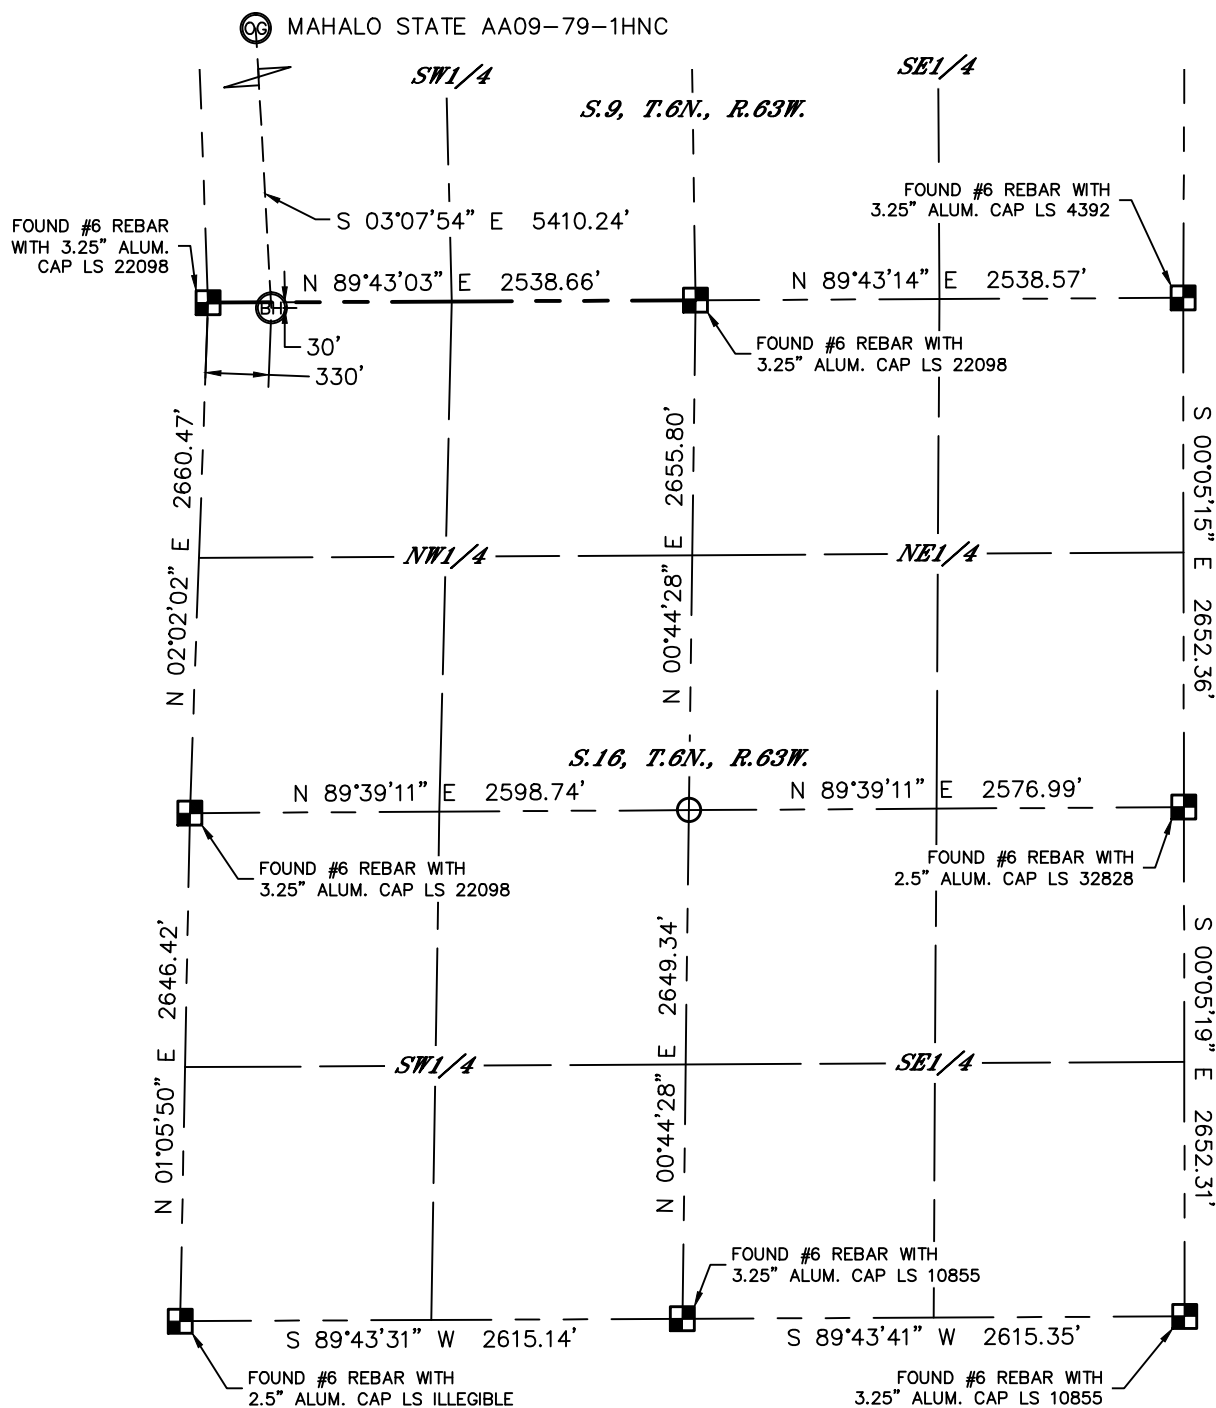 OG MAHALO STATE AA09-79-1HNC
SW1/4
SE1/4
S.9, T.6N., R.63W.
FOUND #6 REBAR WITH
3.25" ALUM. CAP LS 4392
FOUND #6 REBAR
WITH 3.25" ALUM.
CAP LS 22098
S 03°07'54" E 5410.24'
N 89°43'03" E 2538.66'
N 89°43'14" E 2538.57'
BH
30'
330'
FOUND #6 REBAR WITH
3.25" ALUM. CAP LS 22098
N 02°02'02" E 2660.47'
N 00°44'28" E 2655.80'
S 00°05'15" E 2652.36'
NW1/4
NE1/4
S.16, T.6N., R.63W.
N 89°39'11" E 2598.74'
N 89°39'11" E 2576.99'
FOUND #6 REBAR WITH
3.25" ALUM. CAP LS 22098
FOUND #6 REBAR WITH
2.5" ALUM. CAP LS 32828
N 01°05'50" E 2646.42'
N 00°44'28" E 2649.34'
S 00°05'19" E 2652.31'
SW1/4
SE1/4
FOUND #6 REBAR WITH
3.25" ALUM. CAP LS 10855
S 89°43'31" W 2615.14'
S 89°43'41" W 2615.35'
FOUND #6 REBAR WITH
2.5" ALUM. CAP LS ILLEGIBLE
FOUND #6 REBAR WITH
3.25" ALUM. CAP LS 10855